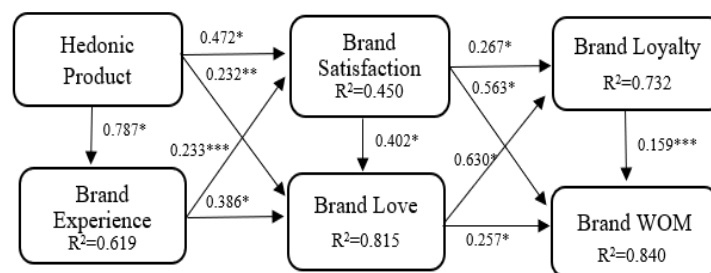 Hedonic
Product
0.472*
0.232**
Brand
Satisfaction
R²=0.450
0.267*
0.563*
Brand Loyalty
R²=0.732
0.787*
0.233***
0.402*
0.630*
0.159***
Brand
Experience
R²=0.619
0.386*
Brand Love
R²=0.815
0.257*
Brand WOM
R²=0.840